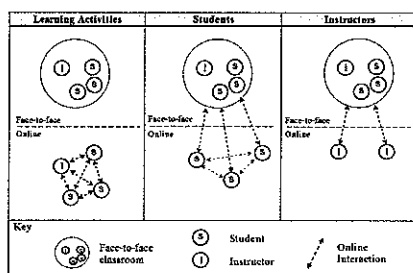 Learning Activities
Students
Instructors
I
S
S
S
S
I
S
S
S
S
I
S
S
S
S
Face-to-face
Online
Face-to-face
Online
Face-to-face
Online
S
I
S
S
S
S
S
I
I
Key
Face-to-face
classroom
S
Student
I
Instructor
Online
Interaction